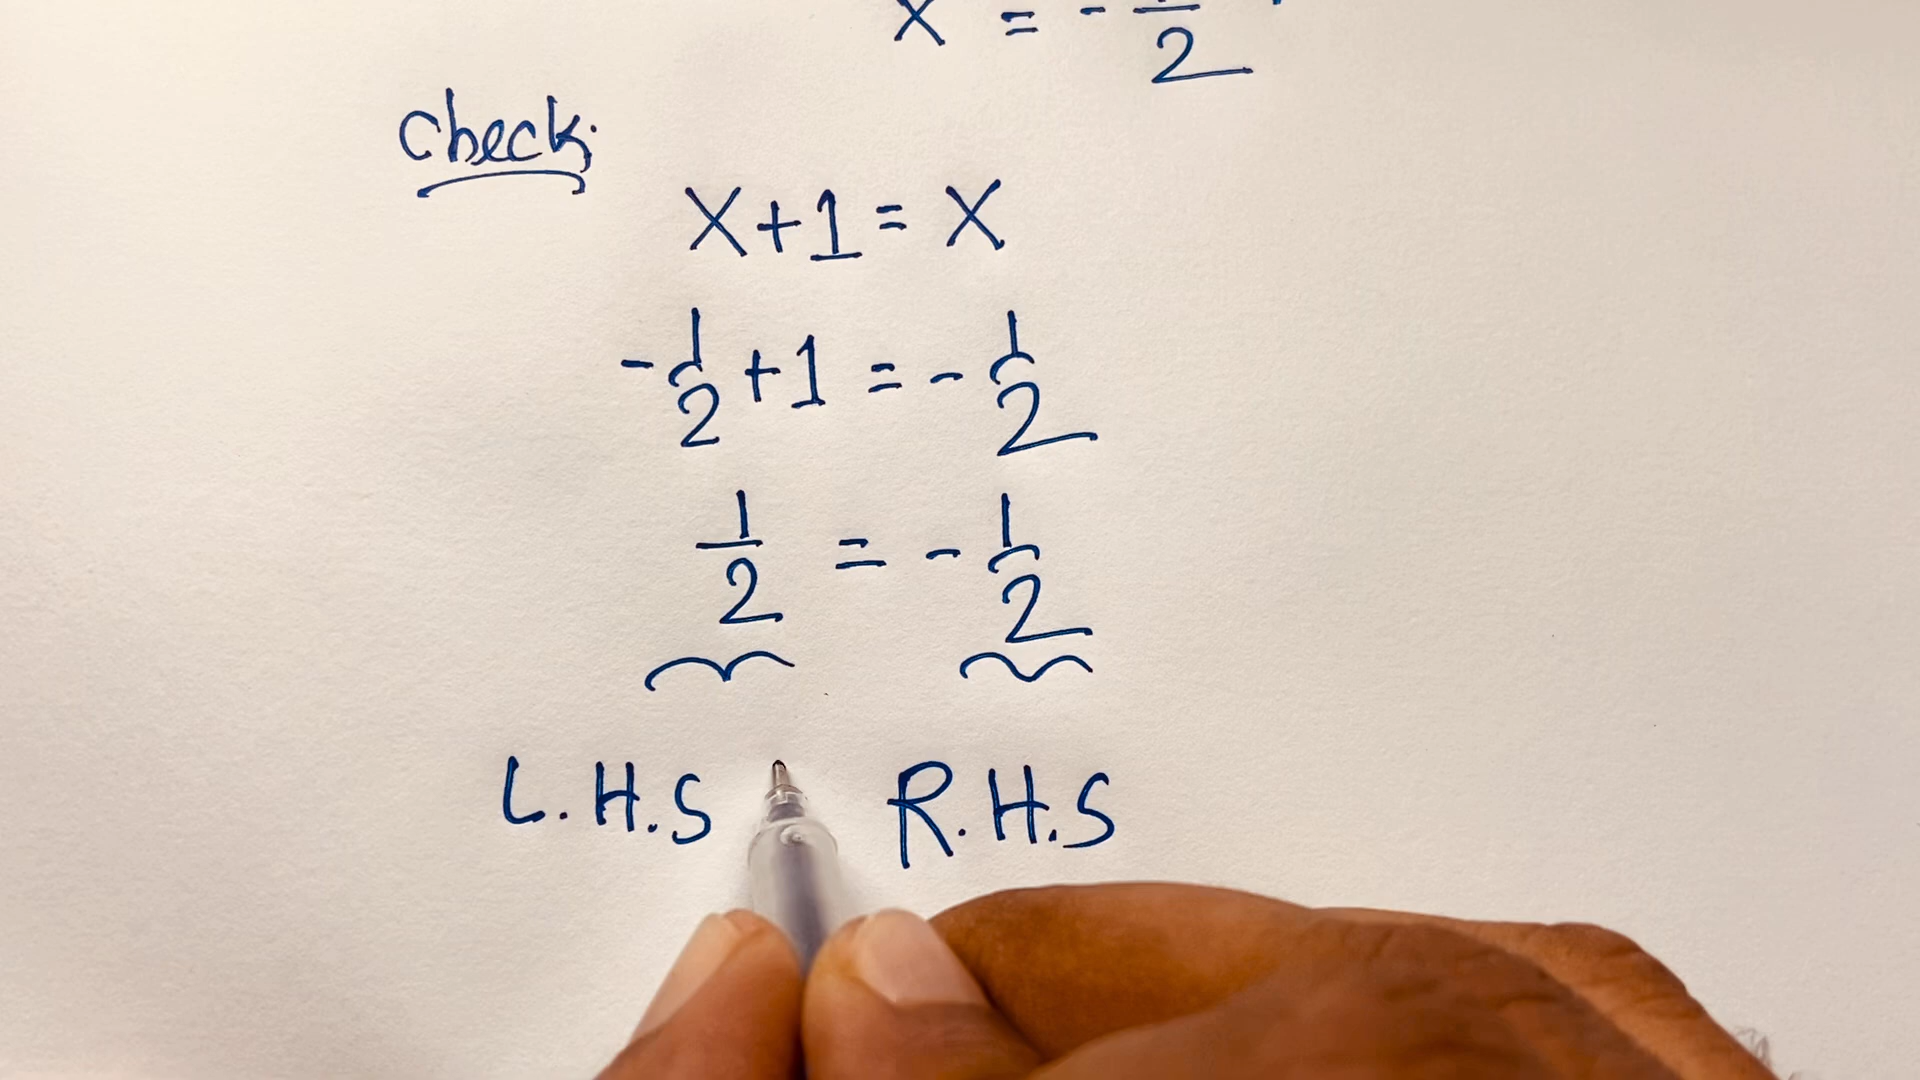 x = - 1/2
Check:
x+1 = x
- 1/2 +1 = - 1/2
1/2 = - 1/2
L.H.S R.H.S